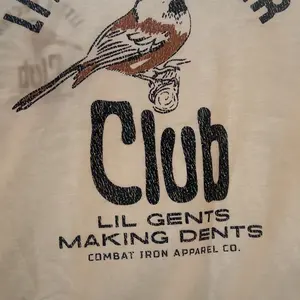 Club
LIL GENTS
MAKING DENTS
COMBAT IRON APPAREL CO.